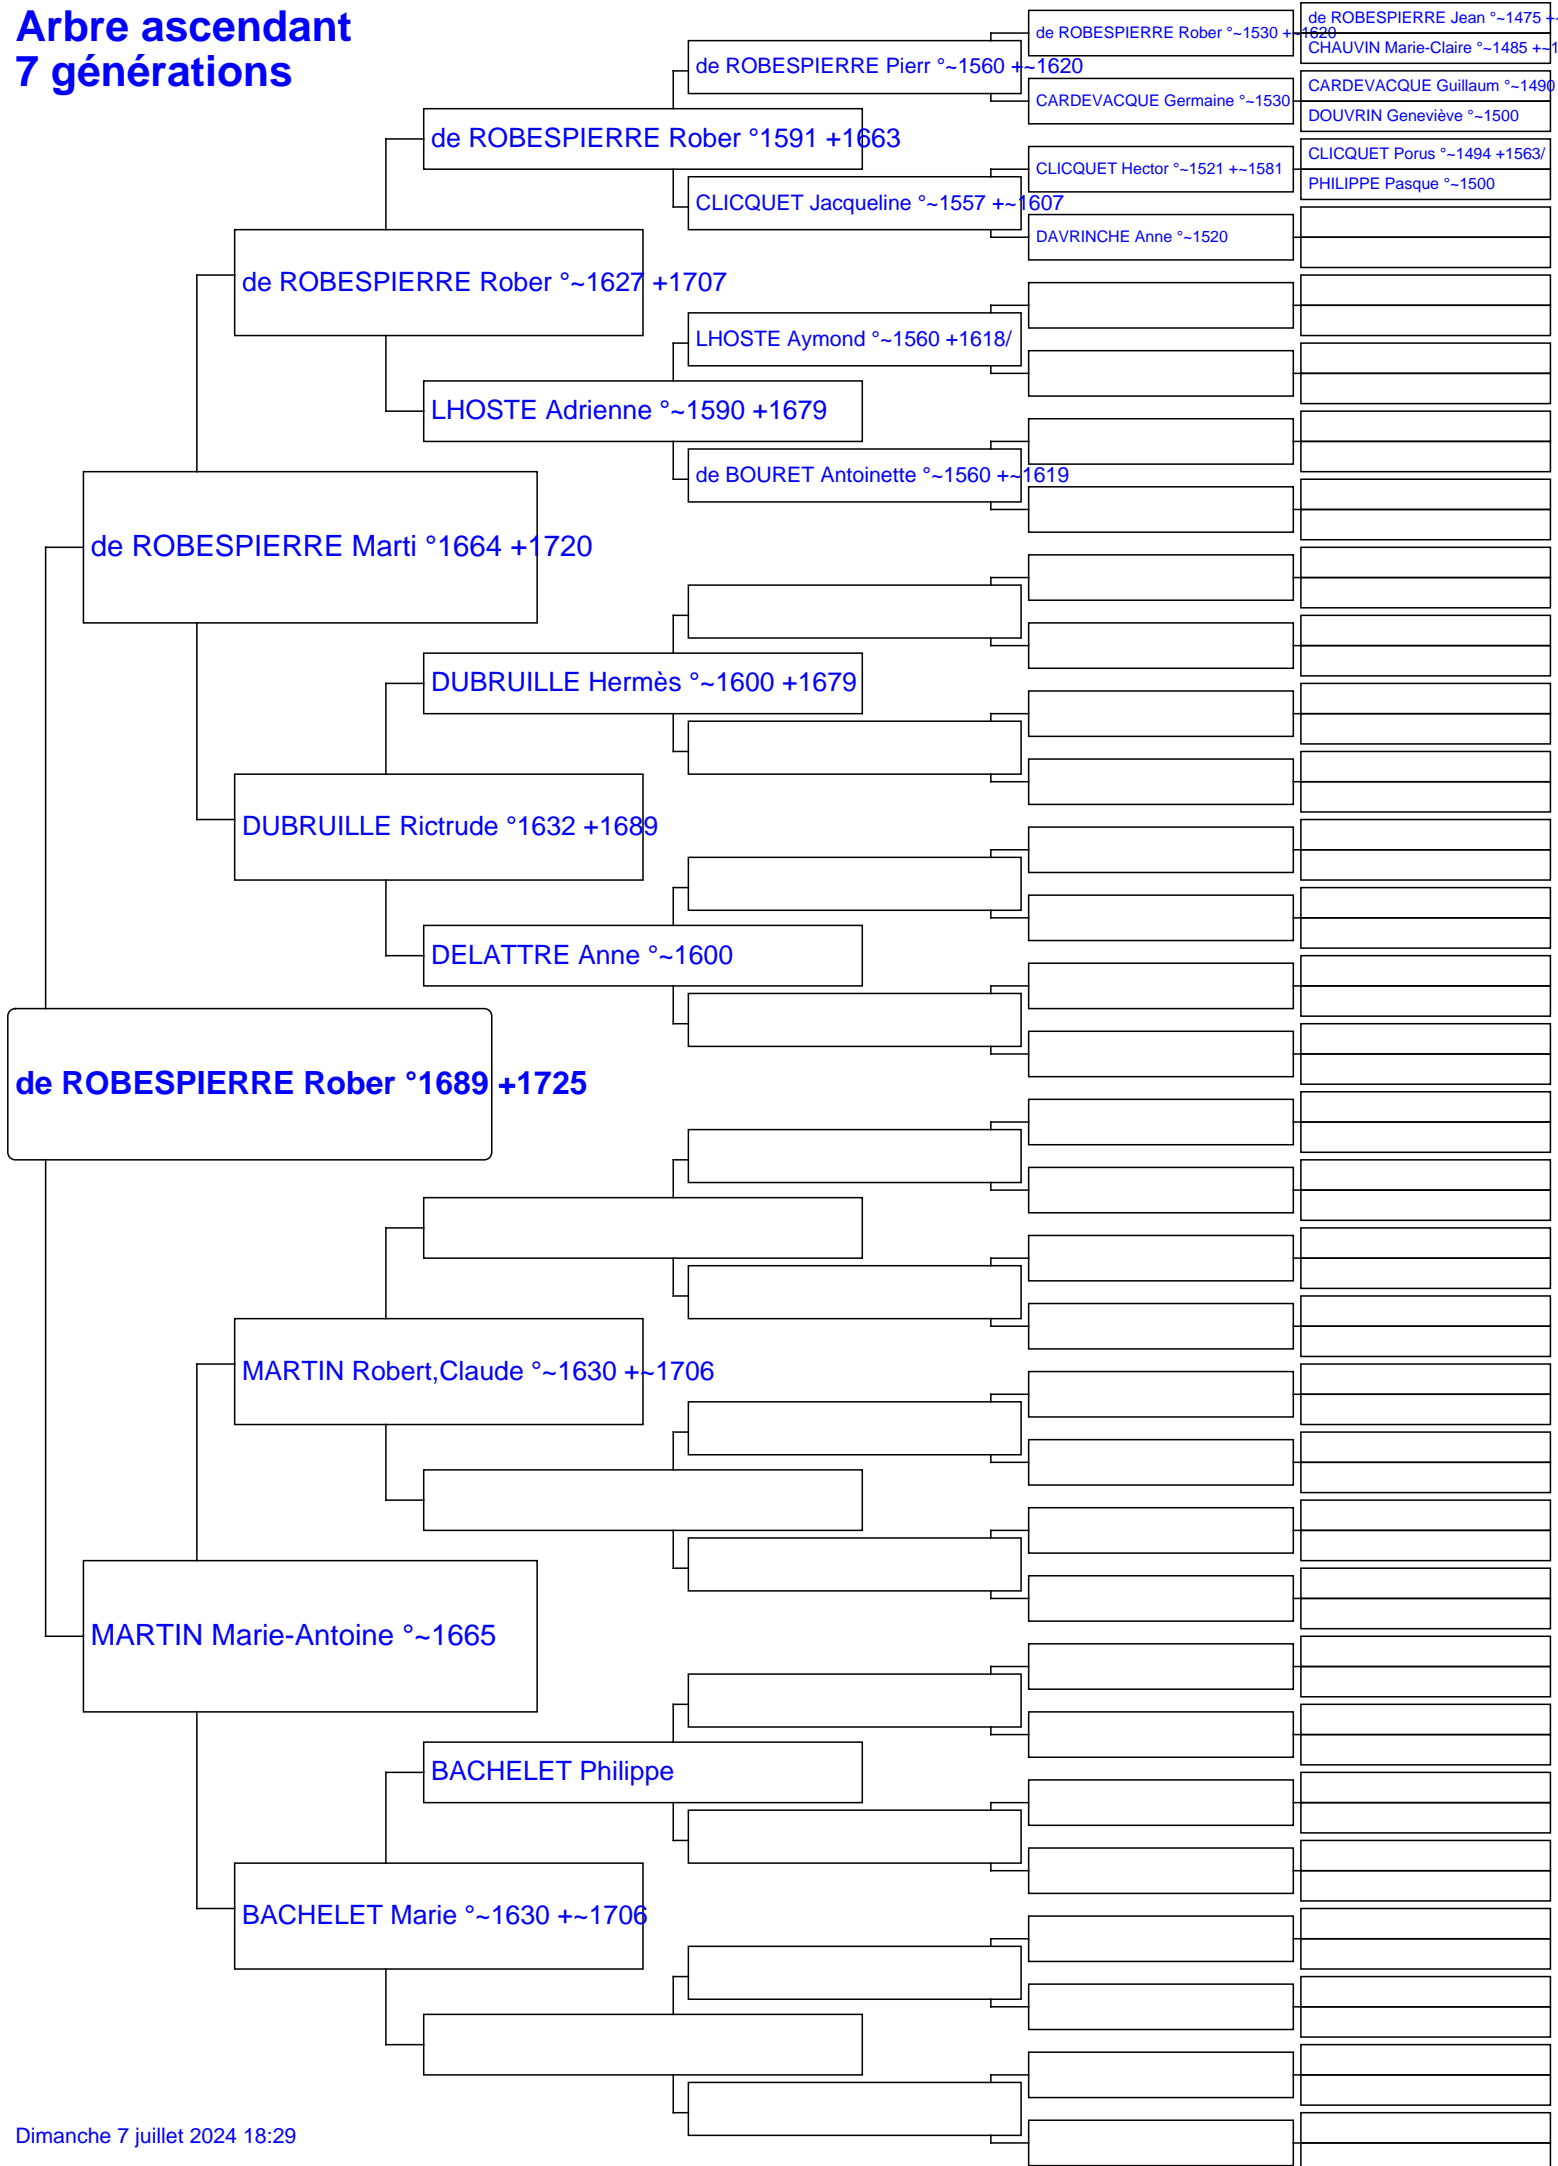 Arbre ascendant
7 générations
de ROBESPIERRE Jean °~1475 +
de ROBESPIERRE Rober °~1530 +~1620
CHAUVIN Marie-Claire °~1485 +~1
de ROBESPIERRE Pierr °~1560 +~1620
CARDEVACQUE Guillaum °~1490
CARDEVACQUE Germaine °~1530
DOUVRIN Geneviève °~1500
de ROBESPIERRE Rober °1591 +1663
CLICQUET Porus °~1494 +1563/
CLICQUET Hector °~1521 +~1581
PHILIPPE Pasque °~1500
CLICQUET Jacqueline °~1557 +~1607
DAVRINCHE Anne °~1520
de ROBESPIERRE Rober °~1627 +1707
LHOSTE Aymond °~1560 +1618/
LHOSTE Adrienne °~1590 +1679
de BOURET Antoinette °~1560 +~1619
de ROBESPIERRE Marti °1664 +1720
DUBRUILLE Hermès °~1600 +1679
DUBRUILLE Rictrude °1632 +1689
DELATTRE Anne °~1600
de ROBESPIERRE Rober °1689 +1725
MARTIN Robert,Claude °~1630 +~1706
MARTIN Marie-Antoine °~1665
BACHELET Philippe
BACHELET Marie °~1630 +~1706
Dimanche 7 juillet 2024 18:29